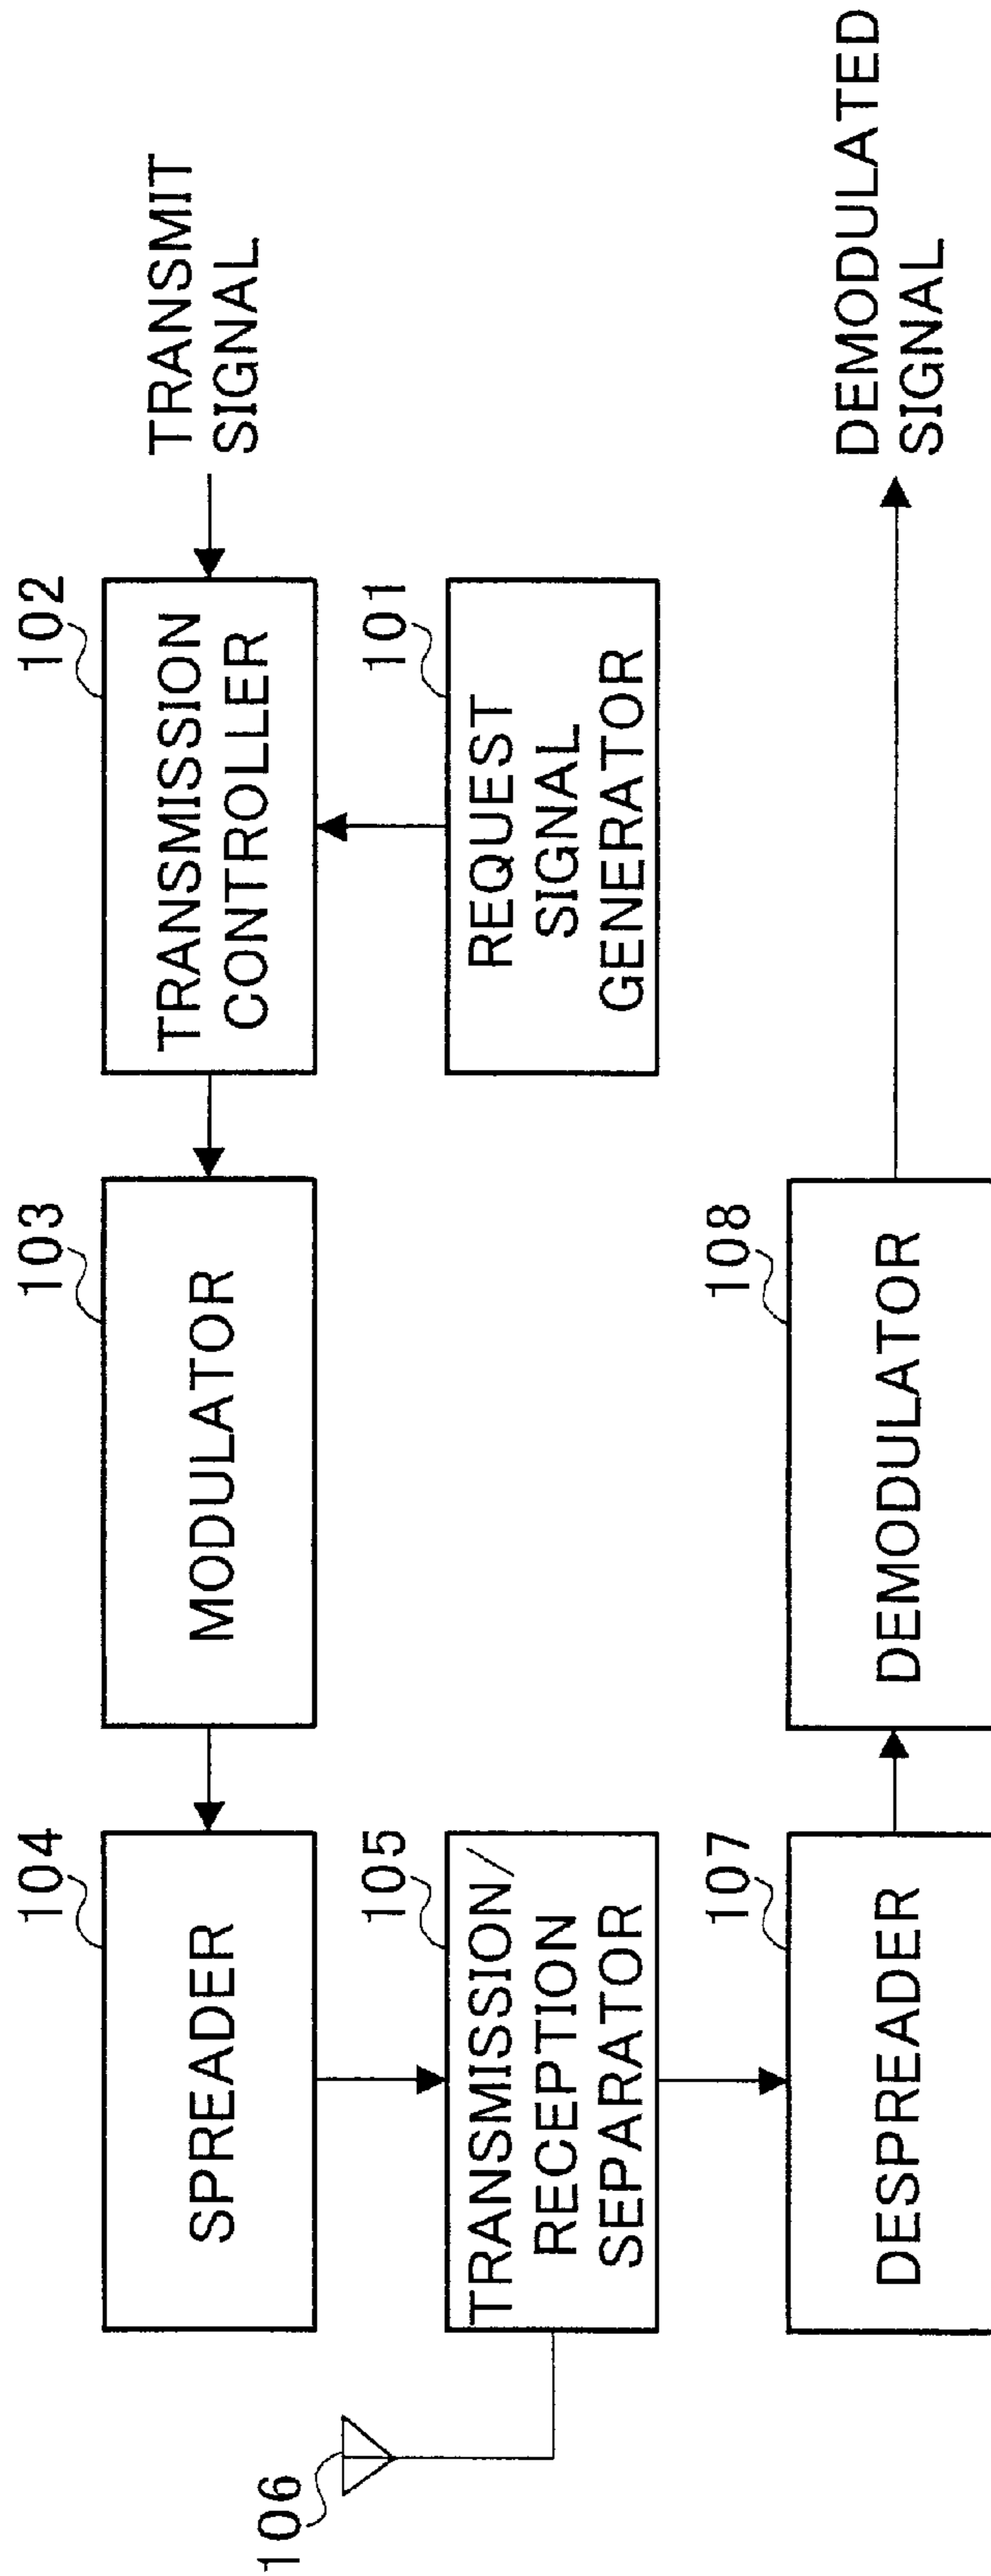 106
104
SPREADER
103
MODULATOR
102
TRANSMISSION
CONTROLLER
TRANSMIT
SIGNAL
105
TRANSMISSION/
RECEPTION
SEPARATOR
101
REQUEST
SIGNAL
GENERATOR
107
DESPREADER
108
DEMODULATOR
DEMODULATED
SIGNAL